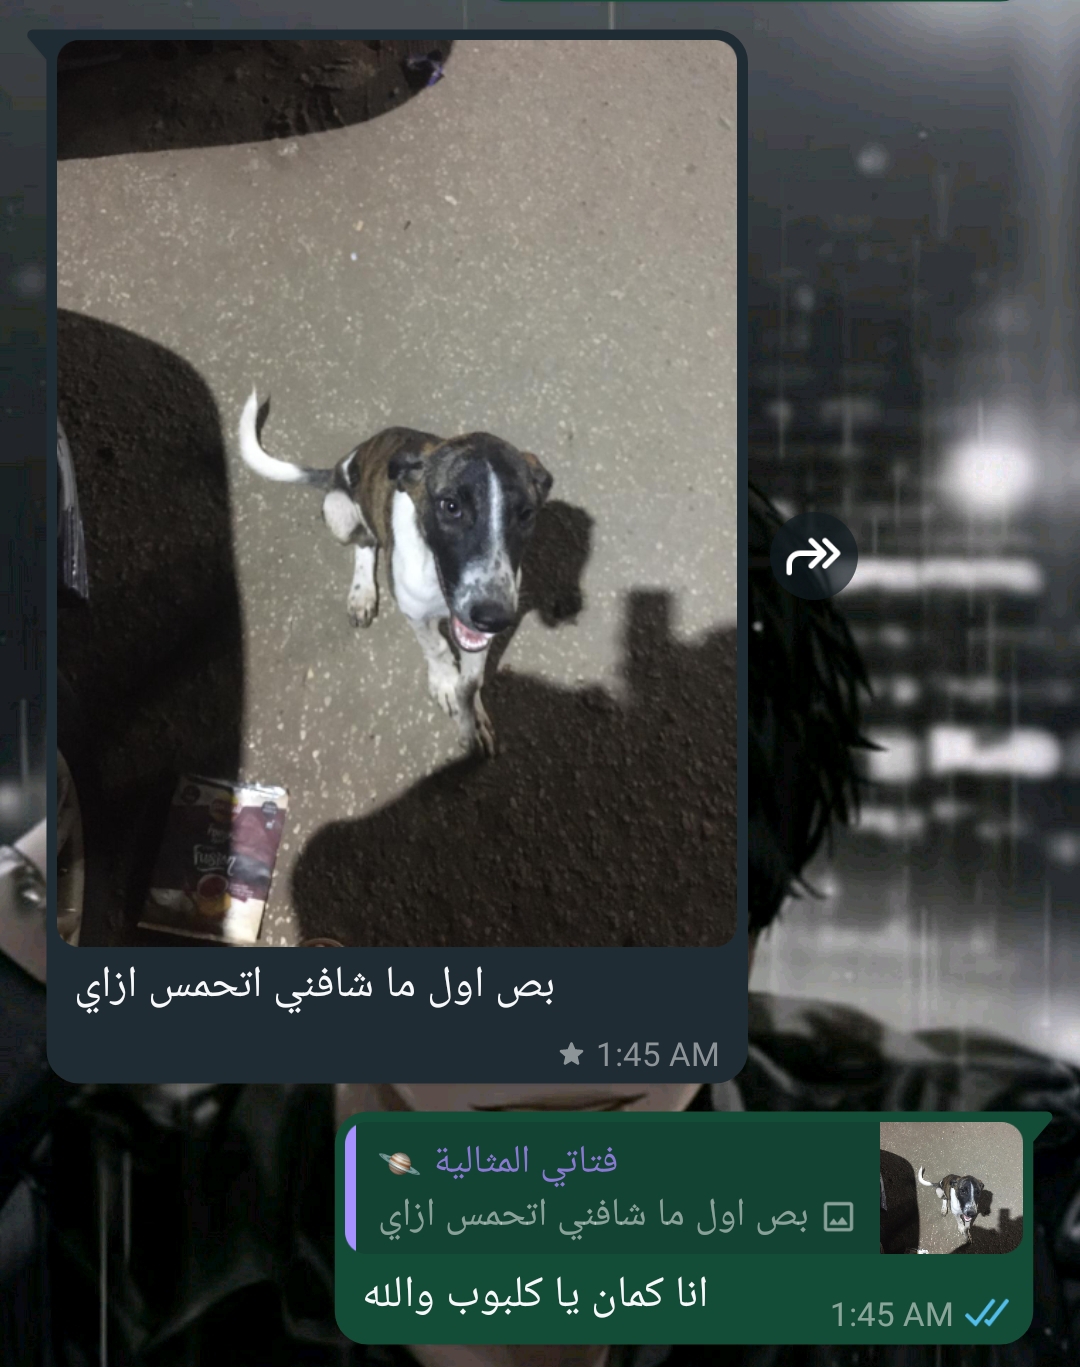 Fusion
بص اول ما شافني اتحمس ازاي
1:45 AM
فتاتي المثالية 🪐
بص اول ما شافني اتحمس ازاي
انا كمان يا كلبوب والله
1:45 AM